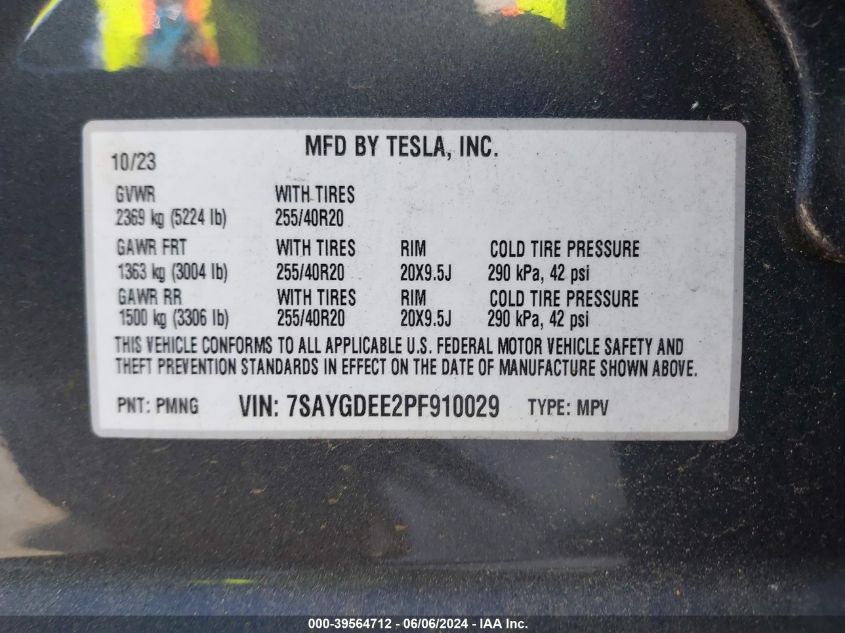 MFD BY TESLA, INC.
10/23
GVWR WITH TIRES
2369 kg (5224 lb) 255/40R20
GAWR FRT WITH TIRES RIM COLD TIRE PRESSURE
1363 kg (3004 lb) 255/40R20 20X9.5J 290 kPa, 42 psi
GAWR RR WITH TIRES RIM COLD TIRE PRESSURE
1500 kg (3306 lb) 255/40R20 20X9.5J 290 kPa, 42 psi
THIS VEHICLE CONFORMS TO ALL APPLICABLE U.S. FEDERAL MOTOR VEHICLE SAFETY AND
THEFT PREVENTION STANDARDS IN EFFECT ON THE DATE OF MANUFACTURE SHOWN ABOVE.
PNT: PMNG VIN: 7SAYGDEE2PF910029 TYPE: MPV
000-39564712 - 06/06/2024 - IAA Inc.